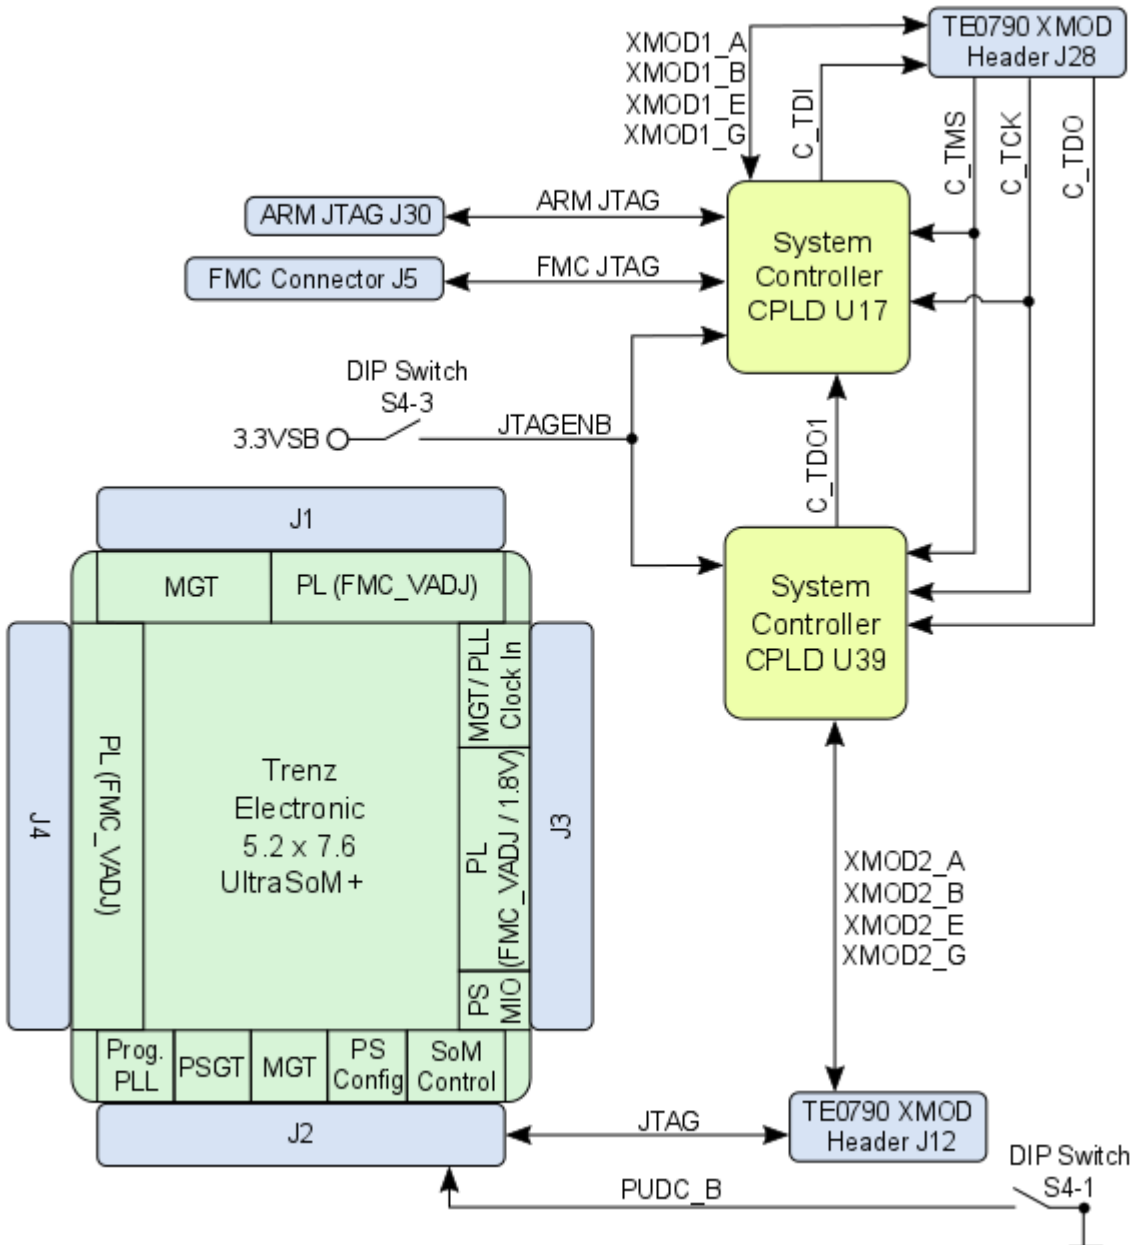 TE0790 XMOD
Header J28
XMOD1_A
XMOD1_B
XMOD1_E
XMOD1_G
C_TDI
C_TMS
C_TCK
C_TDO
ARM JTAG J30
ARM JTAG
FMC Connector J5
FMC JTAG
System
Controller
CPLD U17
DIP Switch
S4-3
3.3VSB
JTAGENB
C_TDO1
J1
MGT
PL (FMC_VADJ)
System
Controller
CPLD U39
MGT/ PLL
Clock In
J4
PL (FMC_VADJ)
Trenz
Electronic
5.2 x 7.6
UltraSoM+
PL
(FMC_VADJ / 1.8V)
J3
XMOD2_A
XMOD2_B
XMOD2_E
XMOD2_G
PS
MIO
Prog.
PLL
PSGT
MGT
PS
Config
SoM
Control
J2
JTAG
TE0790 XMOD
Header J12
DIP Switch
S4-1
PUDC_B